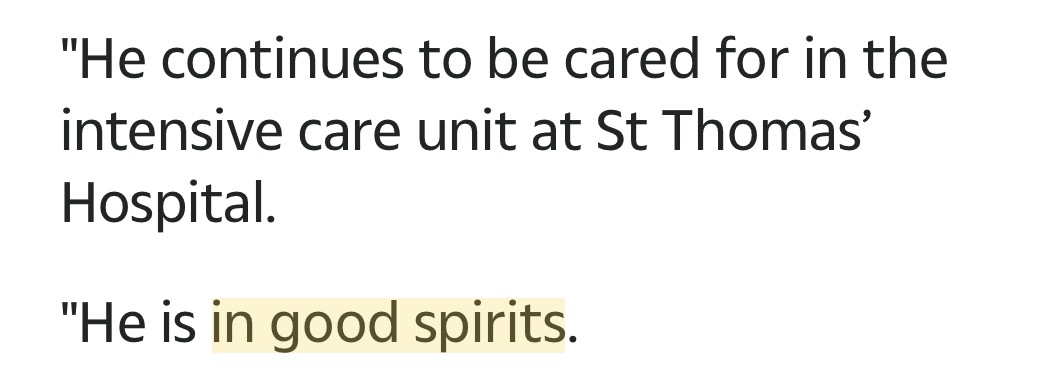 "He continues to be cared for in the
intensive care unit at St Thomas’
Hospital.
"He is in good spirits.